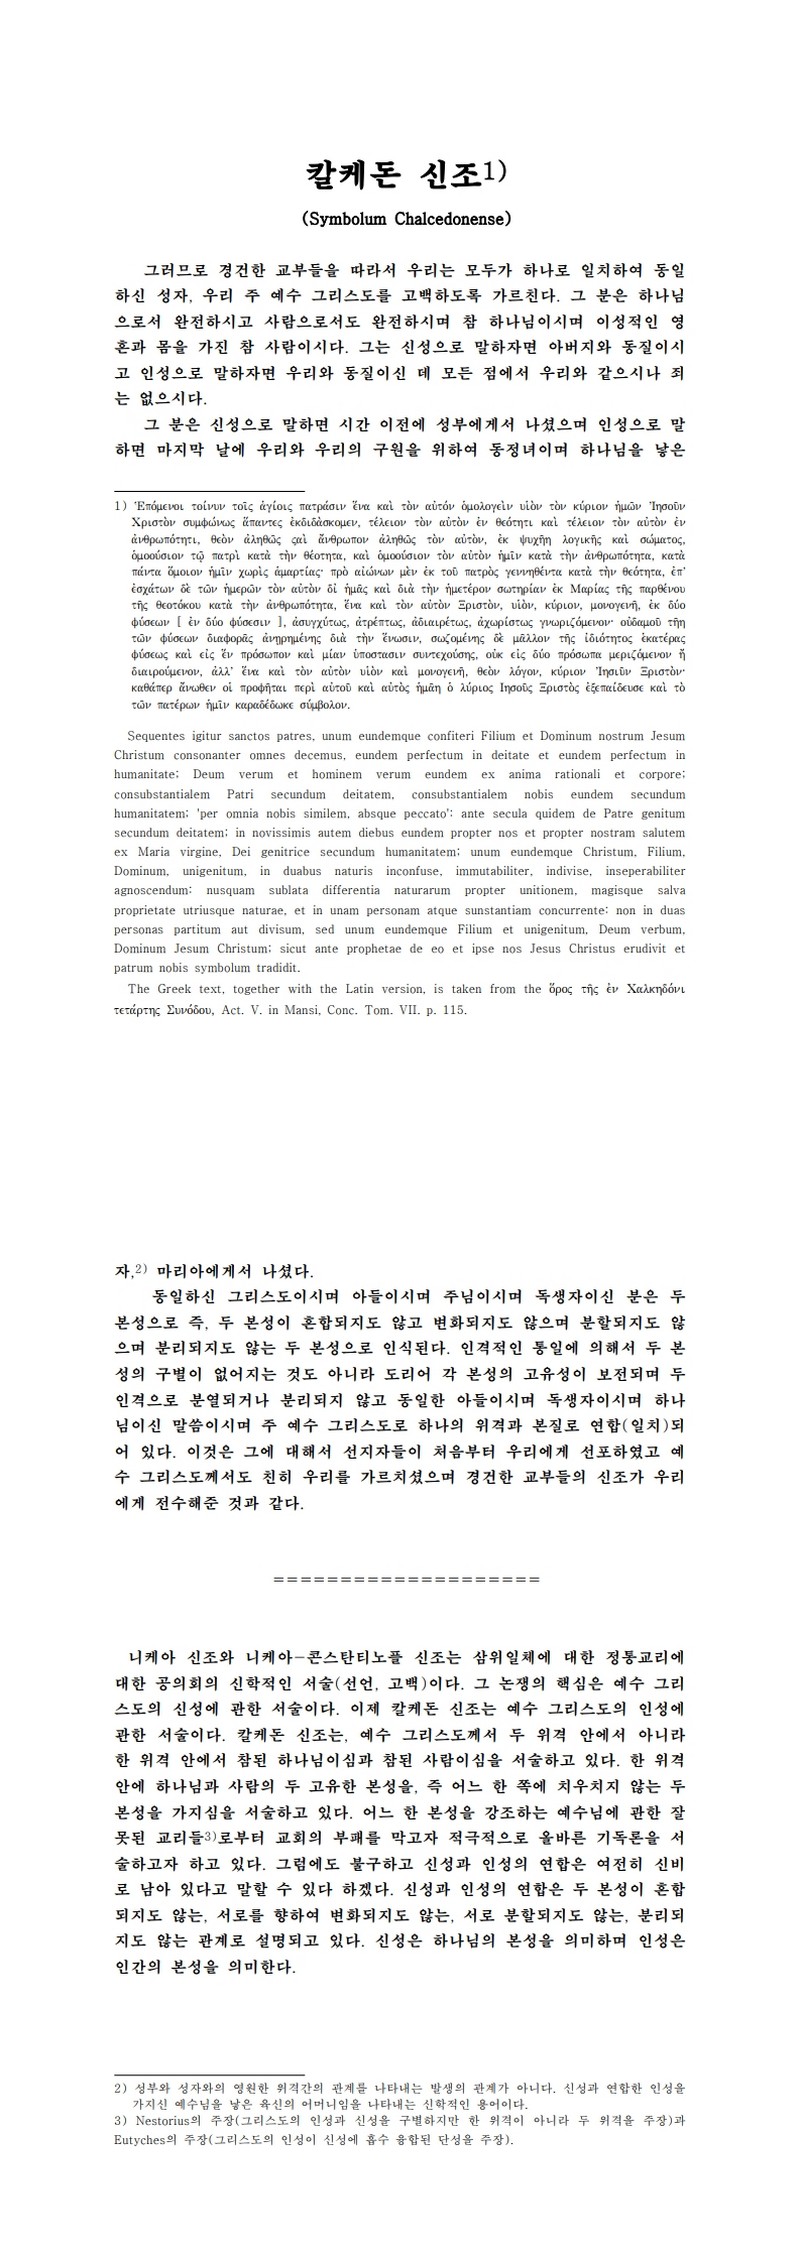 칼케돈 신조1)
(Symbolum Chalcedonense)
그러므로 경건한 교부들을 따라서 우리는 모두가 하나로 일치하여 동일
하신 성자, 우리 주 예수 그리스도를 고백하도록 가르친다. 그 분은 하나님
으로서 완전하시고 사람으로서도 완전하시며 참 하나님이시며 이성적인 영
혼과 몸을 가진 참 사람이시다. 그는 신성으로 말하자면 아버지와 동질이시
고 인성으로 말하자면 우리와 동질이신 데 모든 점에서 우리와 같으시나 죄
는 없으시다.
그 분은 신성으로 말하면 시간 이전에 성부에게서 나셨으며 인성으로 말
하면 마지막 날에 우리와 우리의 구원을 위하여 동정녀이며 하나님을 낳은
1) Ἑπόμενοι τοίνυν τοῖς ἁγίοις πατράσιν ἕνα καὶ τὸν αὐτόν ὁμολογεὶν υἱὸν τὸν κύριον ἡμῶν Ἰησοῦν
Χριστὸν συμφώνως ἅπαντες ἐκδιδάσκομεν, τέλειον τὸν αὐτὸν ἐν θεότητι καὶ τέλειον τὸν αὐτὸν ἐν
ἀνθρωπότητι, θεὸν ἀληθῶς ςαὶ ἄνθρωπον ἀληθῶς τὸν αὐτὸν, ἐκ ψυχῆη λογικῆς καὶ σώματος,
ὁμοούσιον τῷ πατρὶ κατὰ τὴν θέοτητα, καὶ ὁμοούσιον τὸν αὐτὸν ἡμῖν κατὰ τὴν ἀνθρωπότητα, κατὰ
πάντα ὅμοιον ἡμῖν χωρὶς ἁμαρτίας· πρὸ αἰώνων μὲν ἐκ τοῦ πατρὸς γεννηθέντα κατὰ τὴν θεότητα, ἐπ'
ἐσχάτων δὲ τῶν ἡμερῶν τὸν αὐτὸν δἰ ἡμᾶς καὶ διὰ τὴν ἡμετέρον σωτηρίαν ἐκ Μαρίας τῆς παρθένου
τῆς θεοτόκου κατὰ τὴν ἀνθρωπότητα, ἕνα καὶ τὸν αὐτὸν Ξριστὸν, υἱὸν, κύριον, μονογενῆ, ἐκ δύο
φύσεων [ ἐν δύο φύσεσιν ], ἀσυγχύτως, ἀτρέπτως, ἀδιαιρέτως, ἀχωρίστως γνωριζόμενον· οὐδαμοῦ τῆη
τῶν φύσεων διαφορᾶς ἀνῃρημένης διὰ τὴν ἕνωσιν, σωζομένης δὲ μᾶλλον τῆς ἰδιότητος ἑκατέρας
φύσεως καὶ εἰς ἕν πρόσωπον καὶ μίαν ὑποστασιν συντεχούσης, οὐκ εἰς δύο πρόσωπα μεριζόμενον ἤ
διαιρούμενον, ἀλλ' ἕνα καὶ τὸν αὐτὸν υἱὸν καὶ μονογενῆ, θεὸν λόγον, κύριον Ἰησιῦν Ξριστὸν·
καθάπερ ἄνωθεν οἱ προφῆται περὶ αὐτοῦ καὶ αὐτὸς ἡμᾶη ὁ λύριος Ιησοῦς Ξριστὸς ἐξεπαίδευσε καὶ τὸ
τῶν πατέρων ἡμῖν καραδέδωκε σύμβολον.
Sequentes igitur sanctos patres, unum eundemque confiteri Filium et Dominum nostrum Jesum
Christum consonanter omnes decemus, eundem perfectum in deitate et eundem perfectum in
humanitate; Deum verum et hominem verum eundem ex anima rationali et corpore;
consubstantialem Patri secundum deitatem, consubstantialem nobis eundem secundum
humanitatem; 'per omnia nobis similem, absque peccato': ante secula quidem de Patre genitum
secundum deitatem; in novissimis autem diebus eundem propter nos et propter nostram salutem
ex Maria virgine, Dei genitrice secundum humanitatem; unum eundemque Christum, Filium,
Dominum, unigenitum, in duabus naturis inconfuse, immutabiliter, indivise, inseperabiliter
agnoscendum: nusquam sublata differentia naturarum propter unitionem, magisque salva
proprietate utriusque naturae, et in unam personam atque sunstantiam concurrente: non in duas
personas partitum aut divisum, sed unum eundemque Filium et unigenitum, Deum verbum,
Dominum Jesum Christum; sicut ante prophetae de eo et ipse nos Jesus Christus erudivit et
patrum nobis symbolum tradidit.
The Greek text, together with the Latin version, is taken from the ὅρος τῆς ἐν Χαλκηδόνι
τετάρτης Συνόδου, Act. V. in Mansi, Conc. Tom. VII. p. 115.
자,2) 마리아에게서 나셨다.
동일하신 그리스도이시며 아들이시며 주님이시며 독생자이신 분은 두
본성으로 즉, 두 본성이 혼합되지도 않고 변화되지도 않으며 분할되지도 않
으며 분리되지도 않는 두 본성으로 인식된다. 인격적인 통일에 의해서 두 본
성의 구별이 없어지는 것도 아니라 도리어 각 본성의 고유성이 보전되며 두
인격으로 분열되거나 분리되지 않고 동일한 아들이시며 독생자이시며 하나
님이신 말씀이시며 주 예수 그리스도로 하나의 위격과 본질로 연합(일치)되
어 있다. 이것은 그에 대해서 선지자들이 처음부터 우리에게 선포하였고 예
수 그리스도께서도 친히 우리를 가르치셨으며 경건한 교부들의 신조가 우리
에게 전수해준 것과 같다.
====================
니케아 신조와 니케아-콘스탄티노플 신조는 삼위일체에 대한 정통교리에
대한 공의회의 신학적인 서술(선언, 고백)이다. 그 논쟁의 핵심은 예수 그리
스도의 신성에 관한 서술이다. 이제 칼케돈 신조는 예수 그리스도의 인성에
관한 서술이다. 칼케돈 신조는, 예수 그리스도께서 두 위격 안에서 아니라
한 위격 안에서 참된 하나님이심과 참된 사람이심을 서술하고 있다. 한 위격
안에 하나님과 사람의 두 고유한 본성을, 즉 어느 한 쪽에 치우치지 않는 두
본성을 가지심을 서술하고 있다. 어느 한 본성을 강조하는 예수님에 관한 잘
못된 교리들3)로부터 교회의 부패를 막고자 적극적으로 올바른 기독론을 서
술하고자 하고 있다. 그럼에도 불구하고 신성과 인성의 연합은 여전히 신비
로 남아 있다고 말할 수 있다 하겠다. 신성과 인성의 연합은 두 본성이 혼합
되지도 않는, 서로를 향하여 변화되지도 않는, 서로 분할되지도 않는, 분리되
지도 않는 관계로 설명되고 있다. 신성은 하나님의 본성을 의미하며 인성은
인간의 본성을 의미한다.
2) 성부와 성자와의 영원한 위격간의 관계를 나타내는 발생의 관계가 아니다. 신성과 연합한 인성을
가지신 예수님을 낳은 육신의 어머니임을 나타내는 신학적인 용어이다.
3) Nestorius의 주장(그리스도의 인성과 신성을 구별하지만 한 위격이 아니라 두 위격을 주장)과
Eutyches의 주장(그리스도의 인성이 신성에 흡수 융합된 단성을 주장).